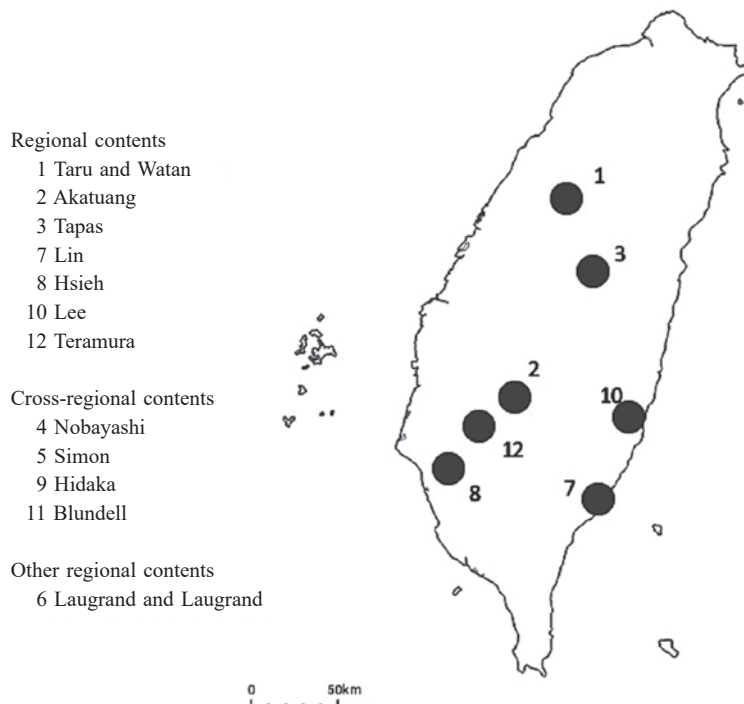 Regional contents
1 Taru and Watan
2 Akatuang
3 Tapas
7 Lin
8 Hsieh
10 Lee
12 Teramura
Cross-regional contents
4 Nobayashi
5 Simon
9 Hidaka
11 Blundell
Other regional contents
6 Laugrand and Laugrand
1
3
2
10
12
8
7
0 50km